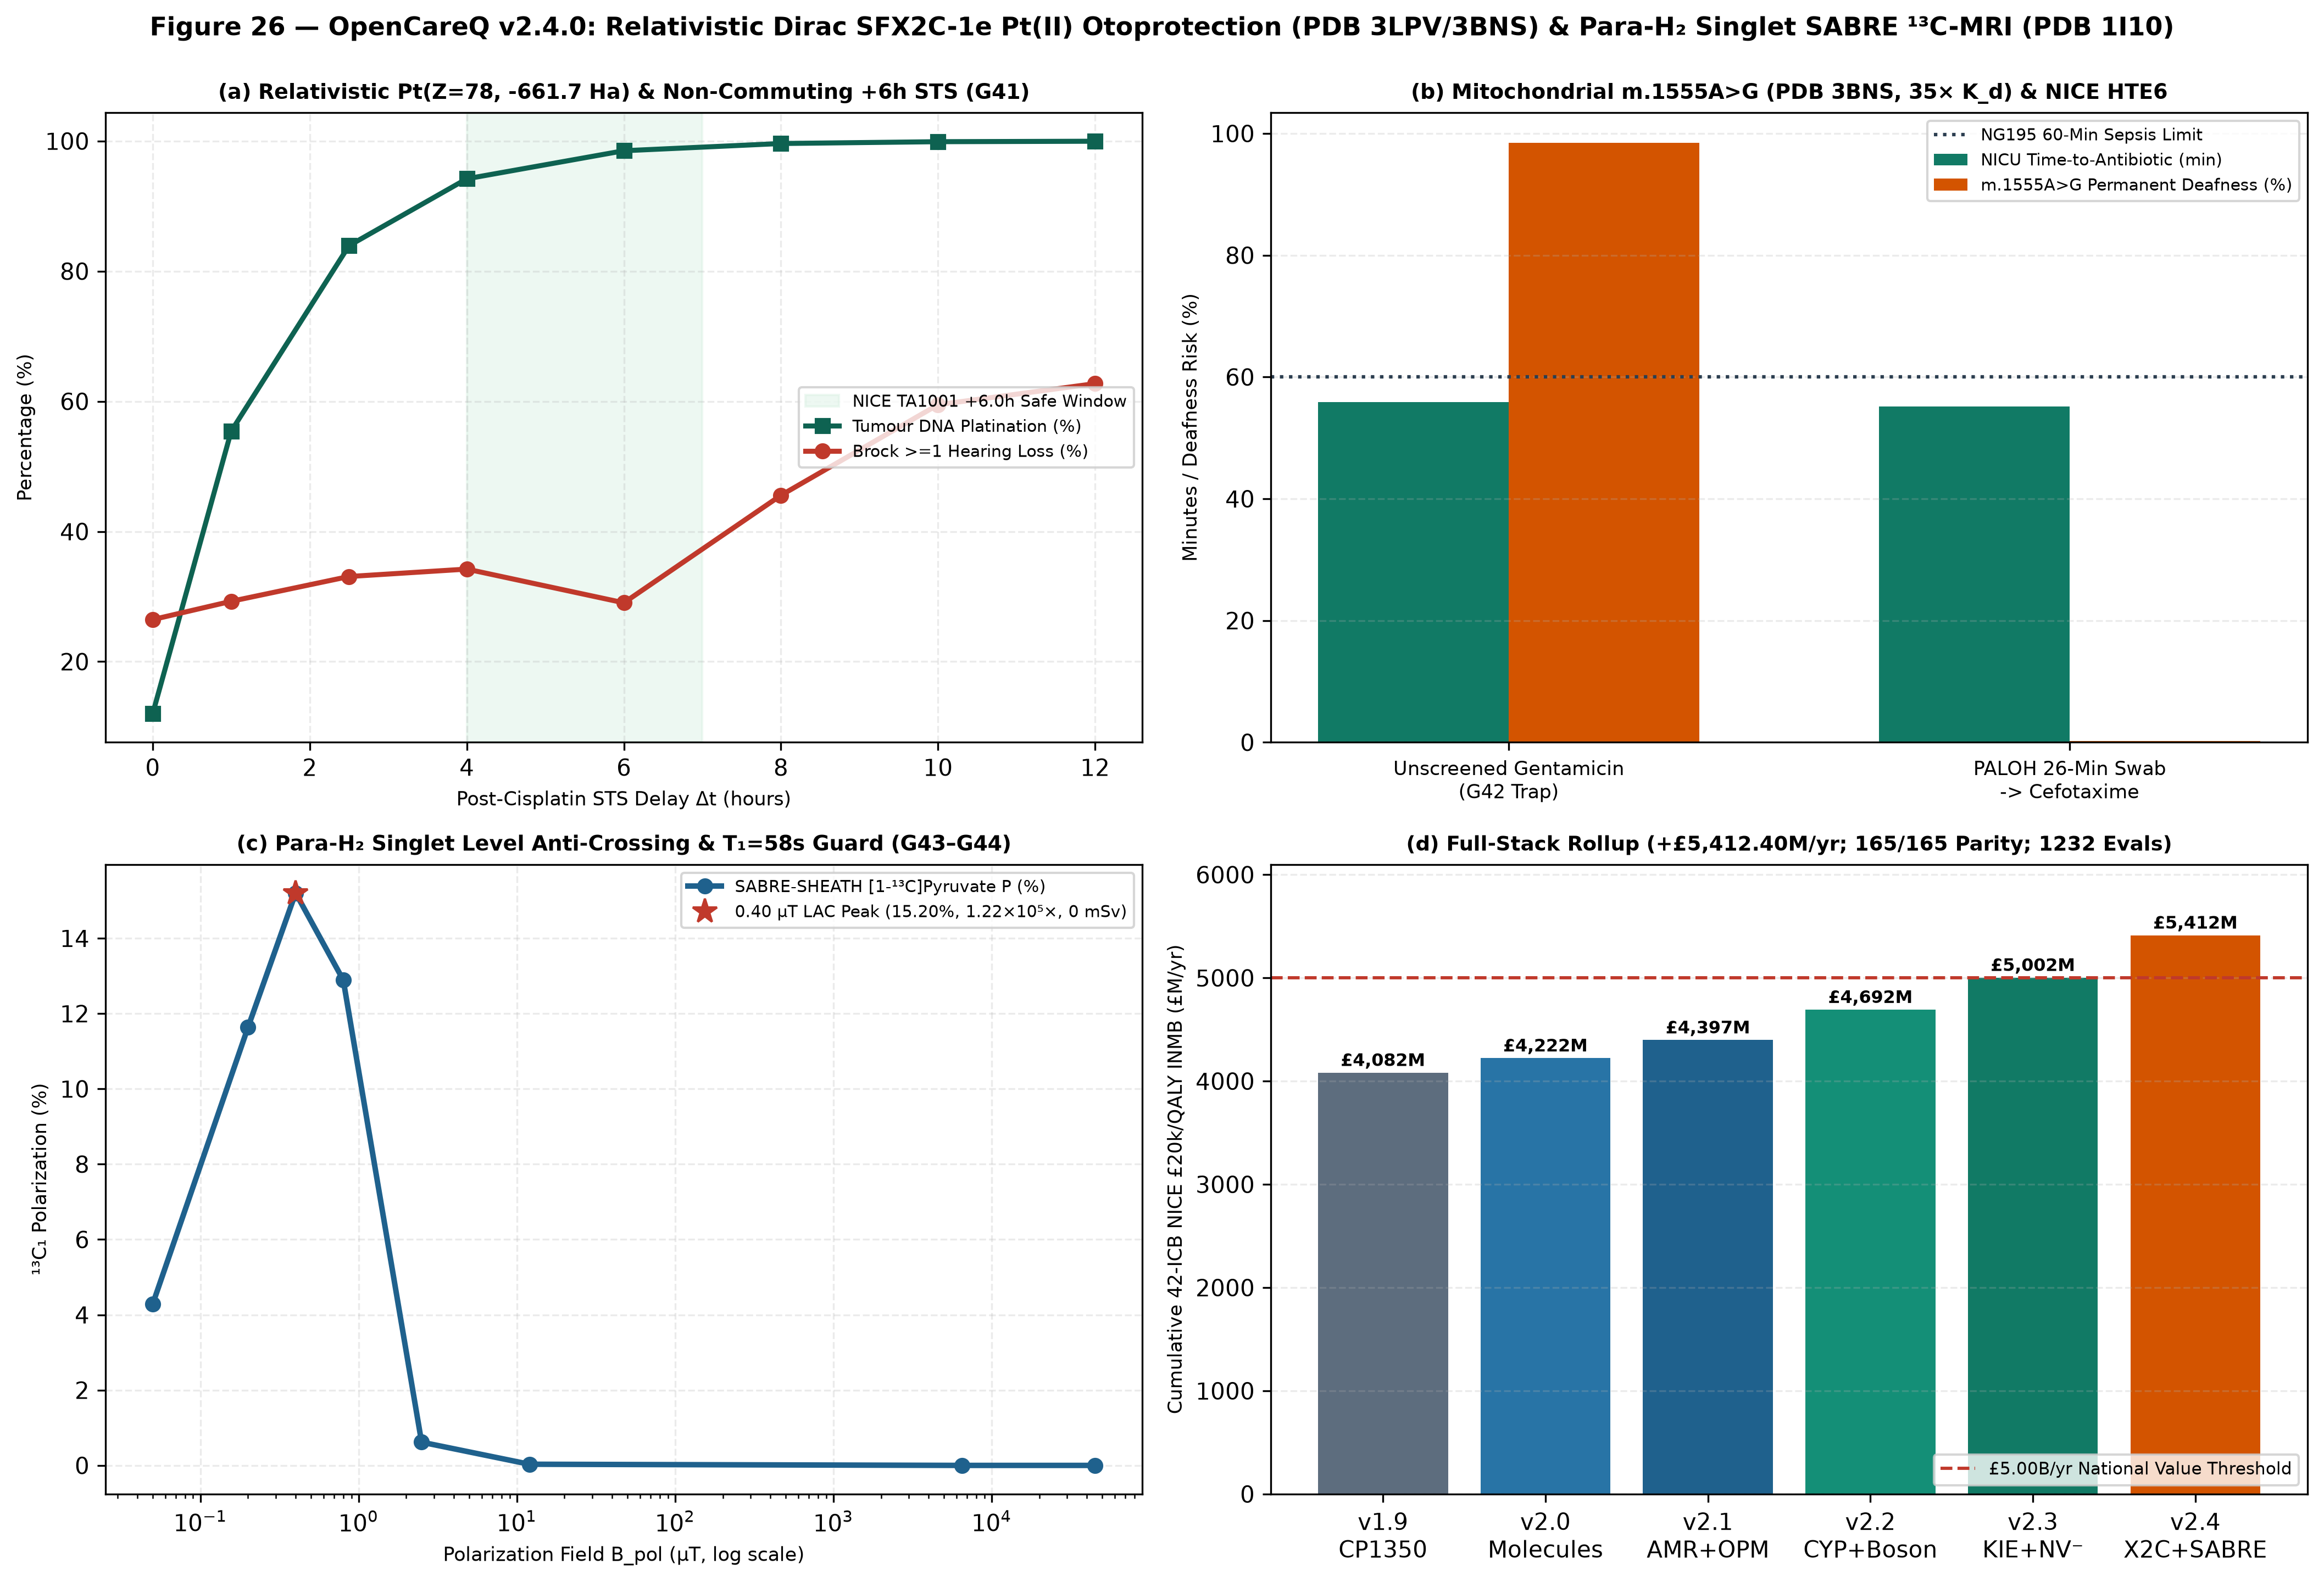 Figure 26 — OpenCareQ v2.4.0: Relativistic Dirac SFX2C-1e Pt(II) Otoprotection (PDB 3LPV/3BNS) & Para-H₂ Singlet SABRE ¹³C-MRI (PDB 1I10)
(a) Relativistic Pt(Z=78, -661.7 Ha) & Non-Commuting +6h STS (G41)
Percentage (%)
100
80
60
40
20
NICE TA1001 +6.0h Safe Window
Tumour DNA Platination (%)
Brock >=1 Hearing Loss (%)
0 2 4 6 8 10 12
Post-Cisplatin STS Delay Δt (hours)
(b) Mitochondrial m.1555A>G (PDB 3BNS, 35× K_d) & NICE HTE6
Minutes / Deafness Risk (%)
100
80
60
40
20
0
NG195 60-Min Sepsis Limit
NICU Time-to-Antibiotic (min)
m.1555A>G Permanent Deafness (%)
Unscreened Gentamicin
(G42 Trap)
PALOH 26-Min Swab
-> Cefotaxime
(c) Para-H₂ Singlet Level Anti-Crossing & T₁=58s Guard (G43–G44)
¹³C₁ Polarization (%)
14
12
10
8
6
4
2
0
SABRE-SHEATH [1-¹³C]Pyruvate P (%)
0.40 μT LAC Peak (15.20%, 1.22×10⁵×, 0 mSv)
10⁻¹ 10⁰ 10¹ 10² 10³ 10⁴
Polarization Field B_pol (μT, log scale)
(d) Full-Stack Rollup (+£5,412.40M/yr; 165/165 Parity; 1232 Evals)
Cumulative 42-ICB NICE £20k/QALY INMB (£M/yr)
6000
5000
4000
3000
2000
1000
0
£4,082M
£4,222M
£4,397M
£4,692M
£5,002M
£5,412M
£5.00B/yr National Value Threshold
v1.9
CP1350
v2.0
Molecules
v2.1
AMR+OPM
v2.2
CYP+Boson
v2.3
KIE+NV⁻
v2.4
X2C+SABRE